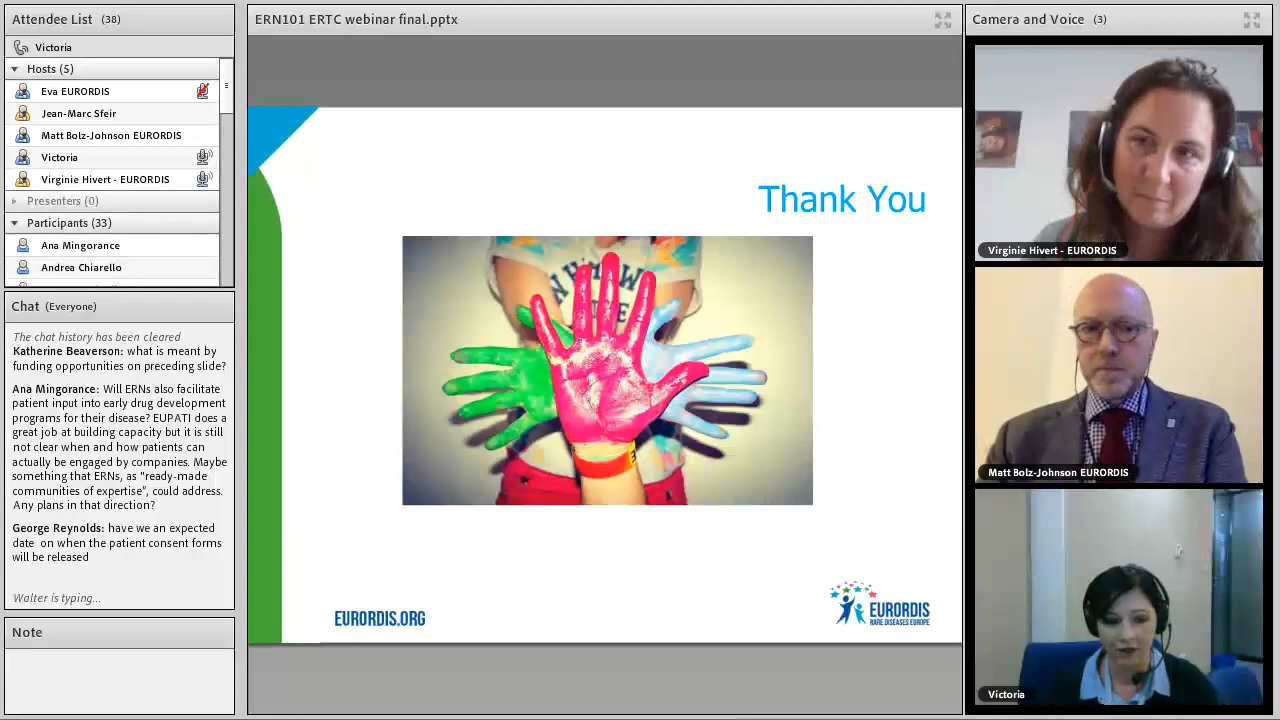 Attendee List (38)
Victoria
Hosts (5)
Eva EURORDIS
Jean-Marc Sfeir
Matt Bolz-Johnson EURORDIS
Victoria
Virginie Hivert - EURORDIS
Presenters (0)
Participants (33)
Ana Mingorance
Andrea Chiarello
Chat (Everyone)
The chat history has been cleared
Katherine Beaverson: what is meant by
funding opportunities on preceding slide?
Ana Mingorance: Will ERNs also facilitate
patient input into early drug development
programs for their disease? EUPATI does a
great job at building capacity but it is still
not clear when and how patients can
actually be engaged by companies. Maybe
something that ERNs, as "ready-made
communities of expertise", could address.
Any plans in that direction?
George Reynolds: have we an expected
date on when the patient consent forms
will be released
Walter is typing...
Note
ERN101 ERTC webinar final.pptx
Thank You
EURORDIS.ORG
EURORDIS
RARE DISEASES EUROPE
Camera and Voice (3)
Virginie Hivert - EURORDIS
Matt Bolz-Johnson EURORDIS
Victoria